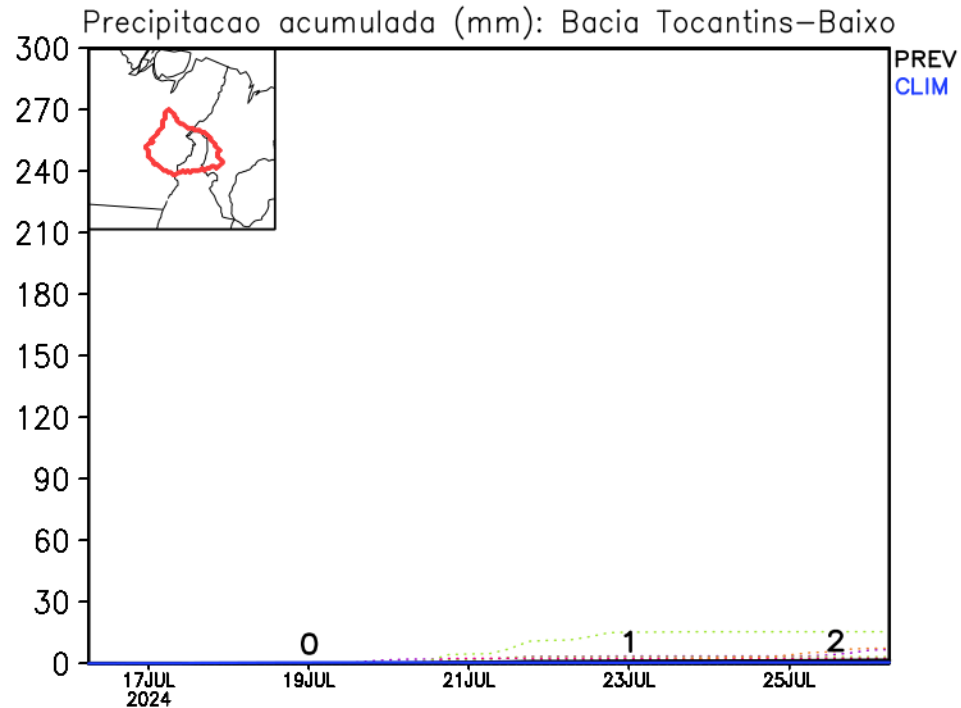 Precipitacao acumulada (mm): Bacia Tocantins-Baixo
PREV
CLIM
300
270
240
210
180
150
120
90
60
30
0
0
1
2
17JUL
2024
19JUL
21JUL
23JUL
25JUL